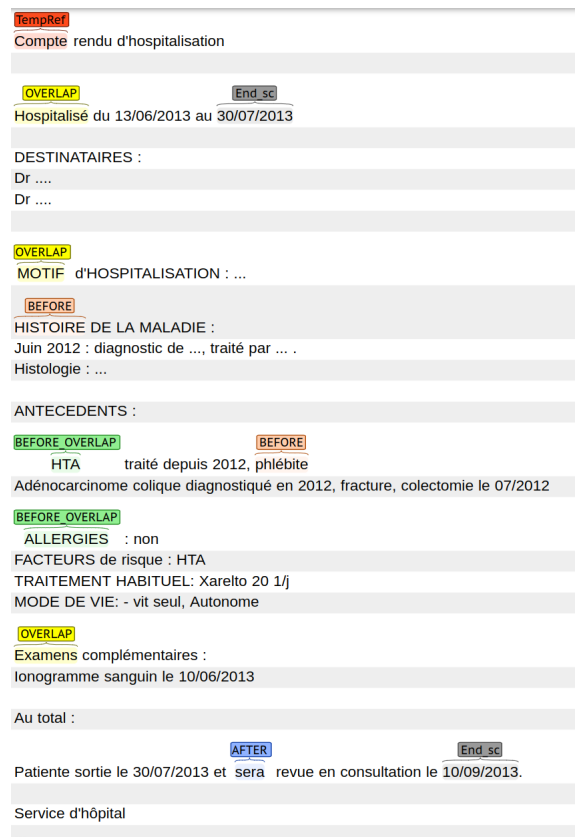 TempRef
Compte rendu d'hospitalisation
OVERLAP End_sc
Hospitalisé du 13/06/2013 au 30/07/2013
DESTINATAIRES :
Dr ....
Dr ....
OVERLAP
MOTIF d'HOSPITALISATION : ...
BEFORE
HISTOIRE DE LA MALADIE :
Juin 2012 : diagnostic de ..., traité par ... .
Histologie : ...
ANTECEDENTS :
BEFORE_OVERLAP BEFORE
HTA traité depuis 2012, phlébite
Adénocarcinome colique diagnostiqué en 2012, fracture, colectomie le 07/2012
BEFORE_OVERLAP
ALLERGIES : non
FACTEURS de risque : HTA
TRAITEMENT HABITUEL: Xarelto 20 1/j
MODE DE VIE: - vit seul, Autonome
OVERLAP
Examens complémentaires :
Ionogramme sanguin le 10/06/2013
Au total :
AFTER End_sc
Patiente sortie le 30/07/2013 et sera revue en consultation le 10/09/2013.
Service d'hôpital